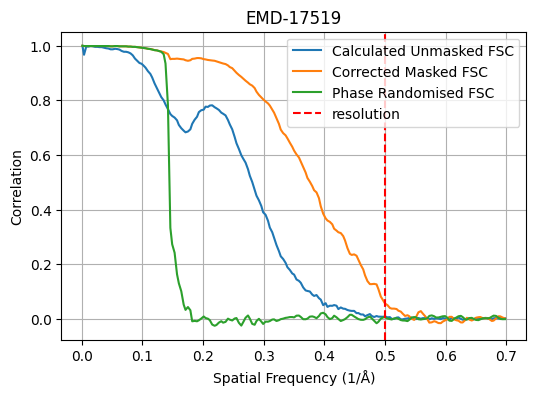 EMD-17519
Calculated Unmasked FSC
Corrected Masked FSC
Phase Randomised FSC
resolution
Correlation
1.0
0.8
0.6
0.4
0.2
0.0
0.0 0.1 0.2 0.3 0.4 0.5 0.6 0.7
Spatial Frequency (1/Å)